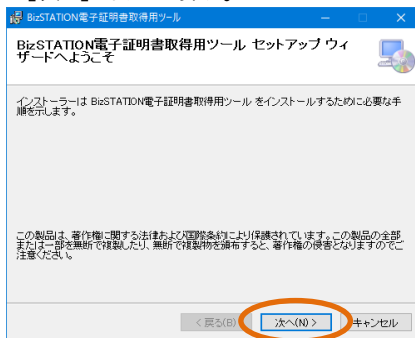 BizSTATION電子証明書取得用ツール
BizSTATION電子証明書取得用ツール セットアップ ウィ
ザードへようこそ
インストーラーは BizSTATION電子証明書取得用ツール をインストールするために必要な手
順を示します。
この製品は、著作権に関する法律および国際条約により保護されています。この製品の全部
または一部を無断で複製したり、無断で複製物を頒布すると、著作権の侵害となりますのでご
注意ください。
< 戻る(B)
次へ(N) >
キャンセル